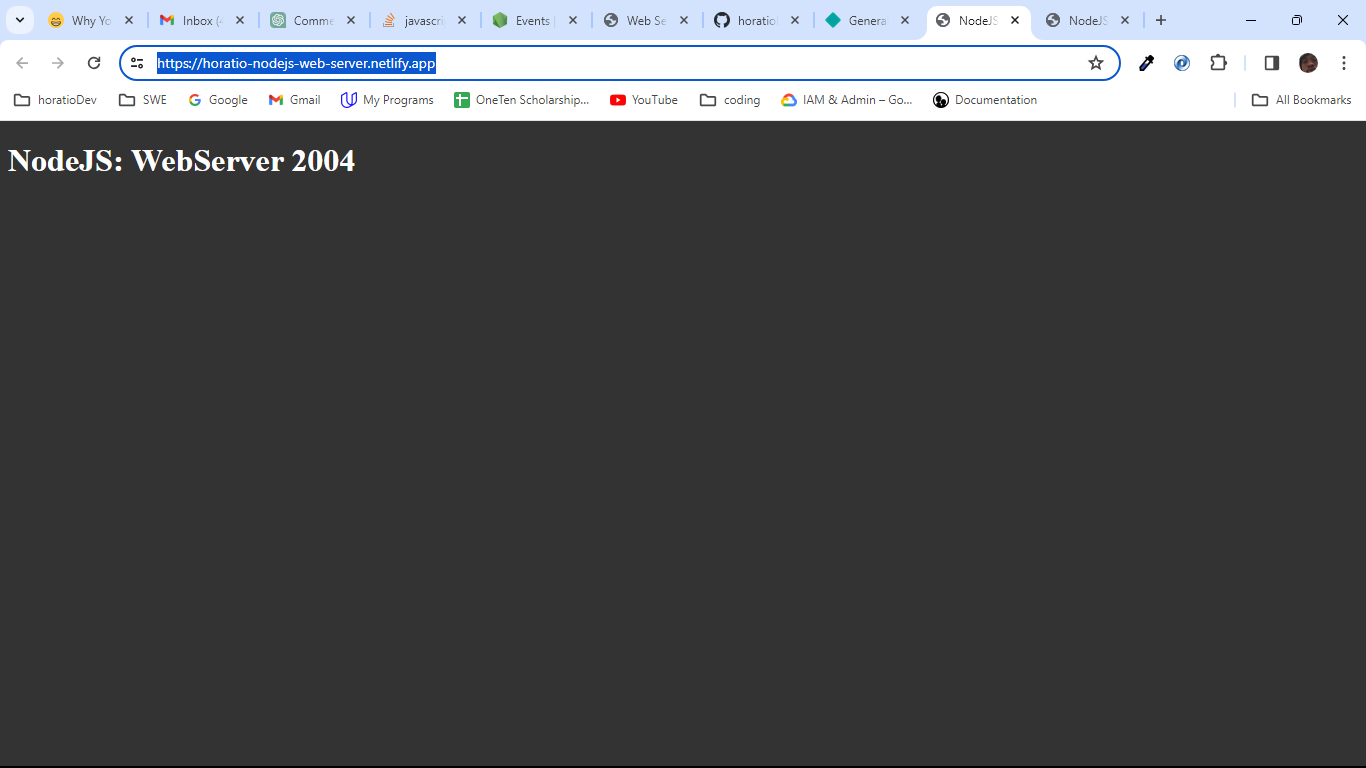 Why Yo
Inbox (4
Comme
javascri
Events |
Web Se
horatio
Genera
NodeJS
NodeJS
https://horatio-nodejs-web-server.netlify.app
horatioDev
SWE
Google
Gmail
My Programs
OneTen Scholarship...
YouTube
coding
IAM & Admin – Go...
Documentation
All Bookmarks
NodeJS: WebServer 2004